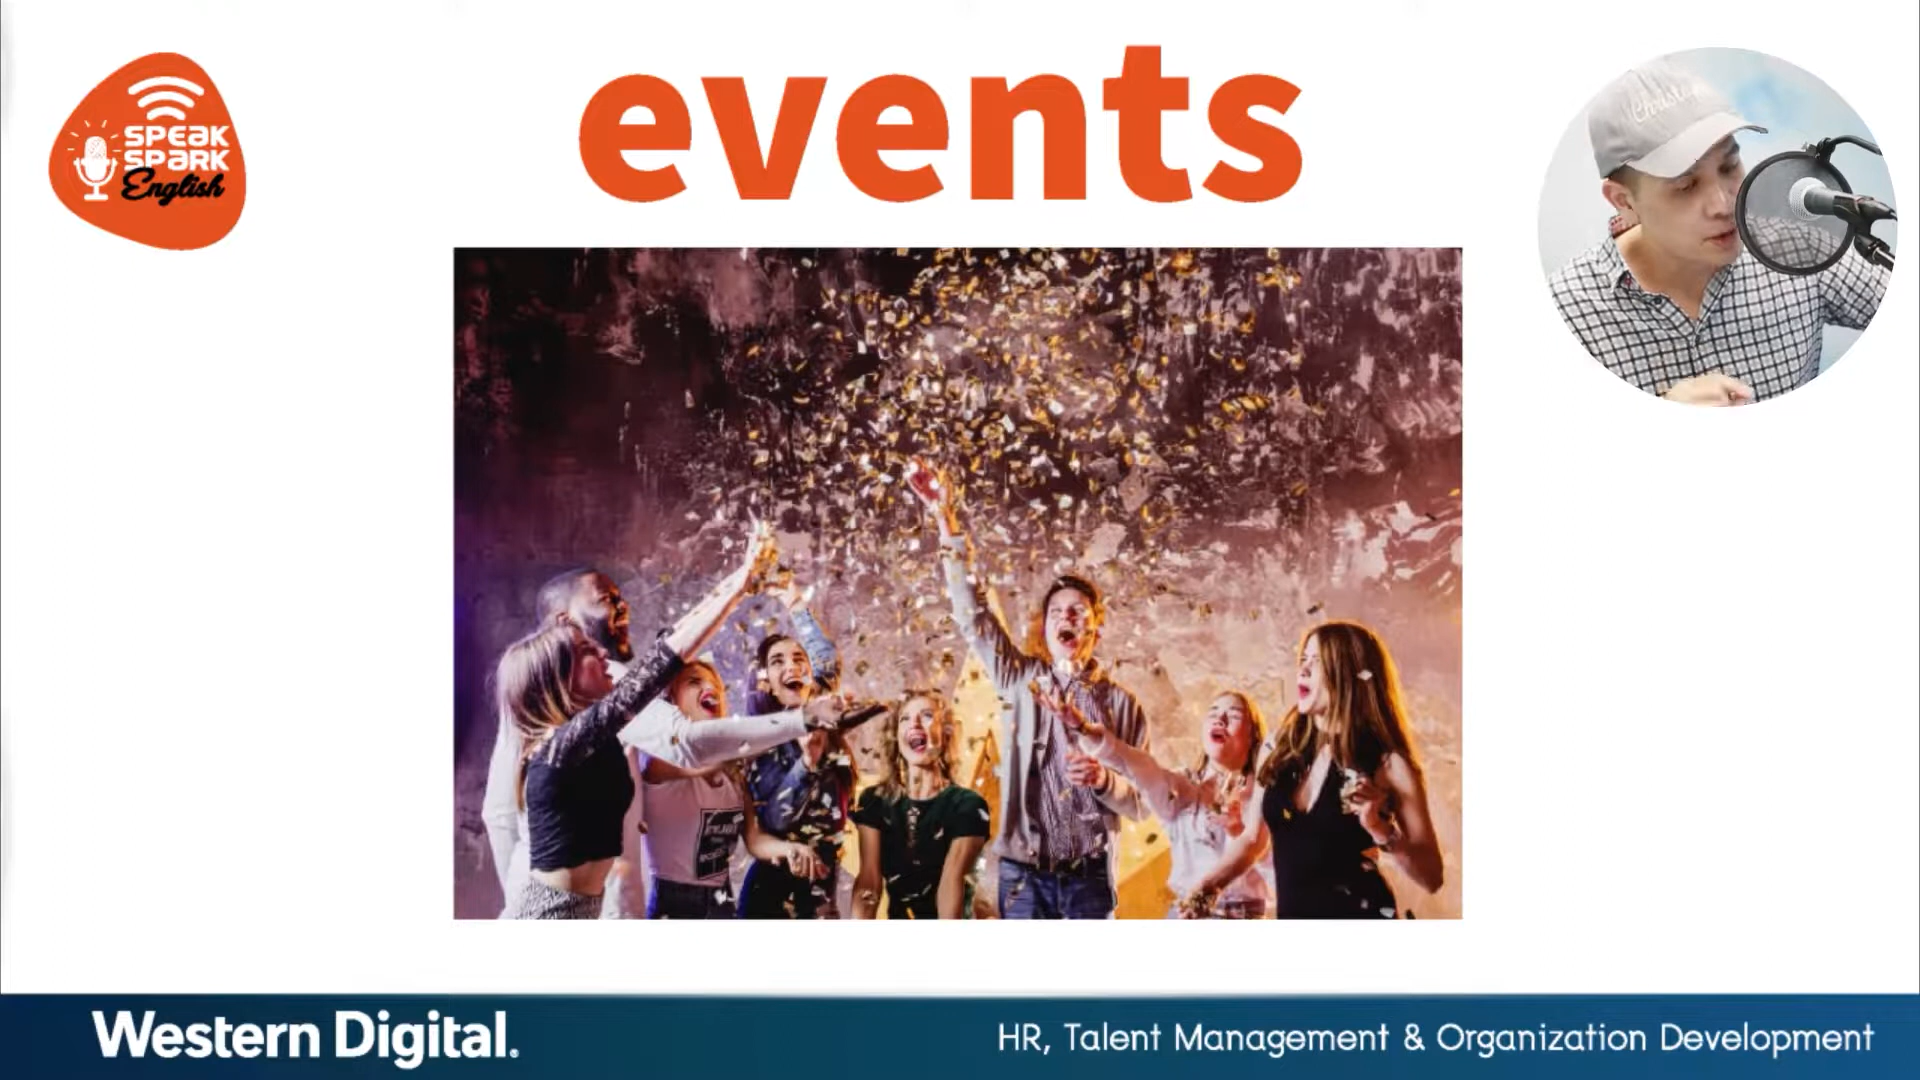 events
SPEAK
SPARK
English
Western Digital.
HR, Talent Management & Organization Development